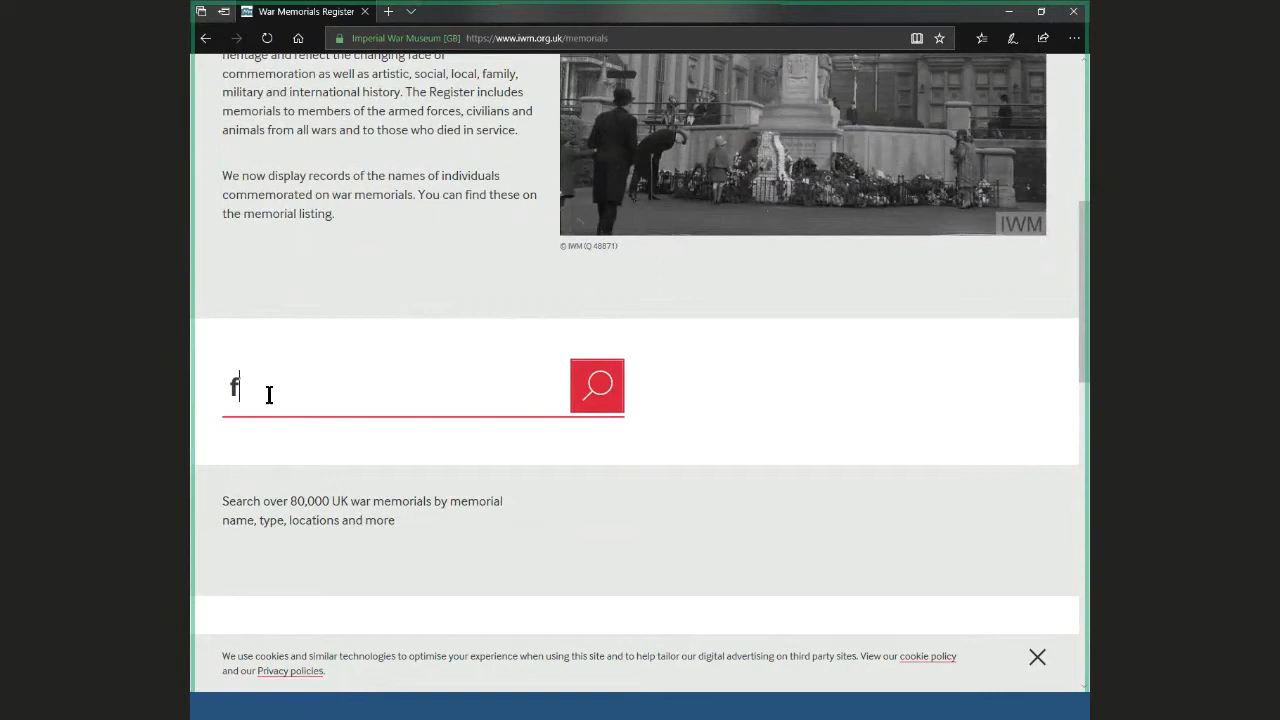 War Memorials Register
Imperial War Museum [GB] https://www.iwm.org.uk/memorials
heritage and reflect the changing face of
commemoration as well as artistic, social, local, family,
military and international history. The Register includes
memorials to members of the armed forces, civilians and
animals from all wars and to those who died in service.
We now display records of the names of individuals
commemorated on war memorials. You can find these on
the memorial listing.
IWM
© IWM (Q 48871)
f
Search over 80,000 UK war memorials by memorial
name, type, locations and more
We use cookies and similar technologies to optimise your experience when using this site and to help tailor our digital advertising on third party sites. View our cookie policy
and our Privacy policies.